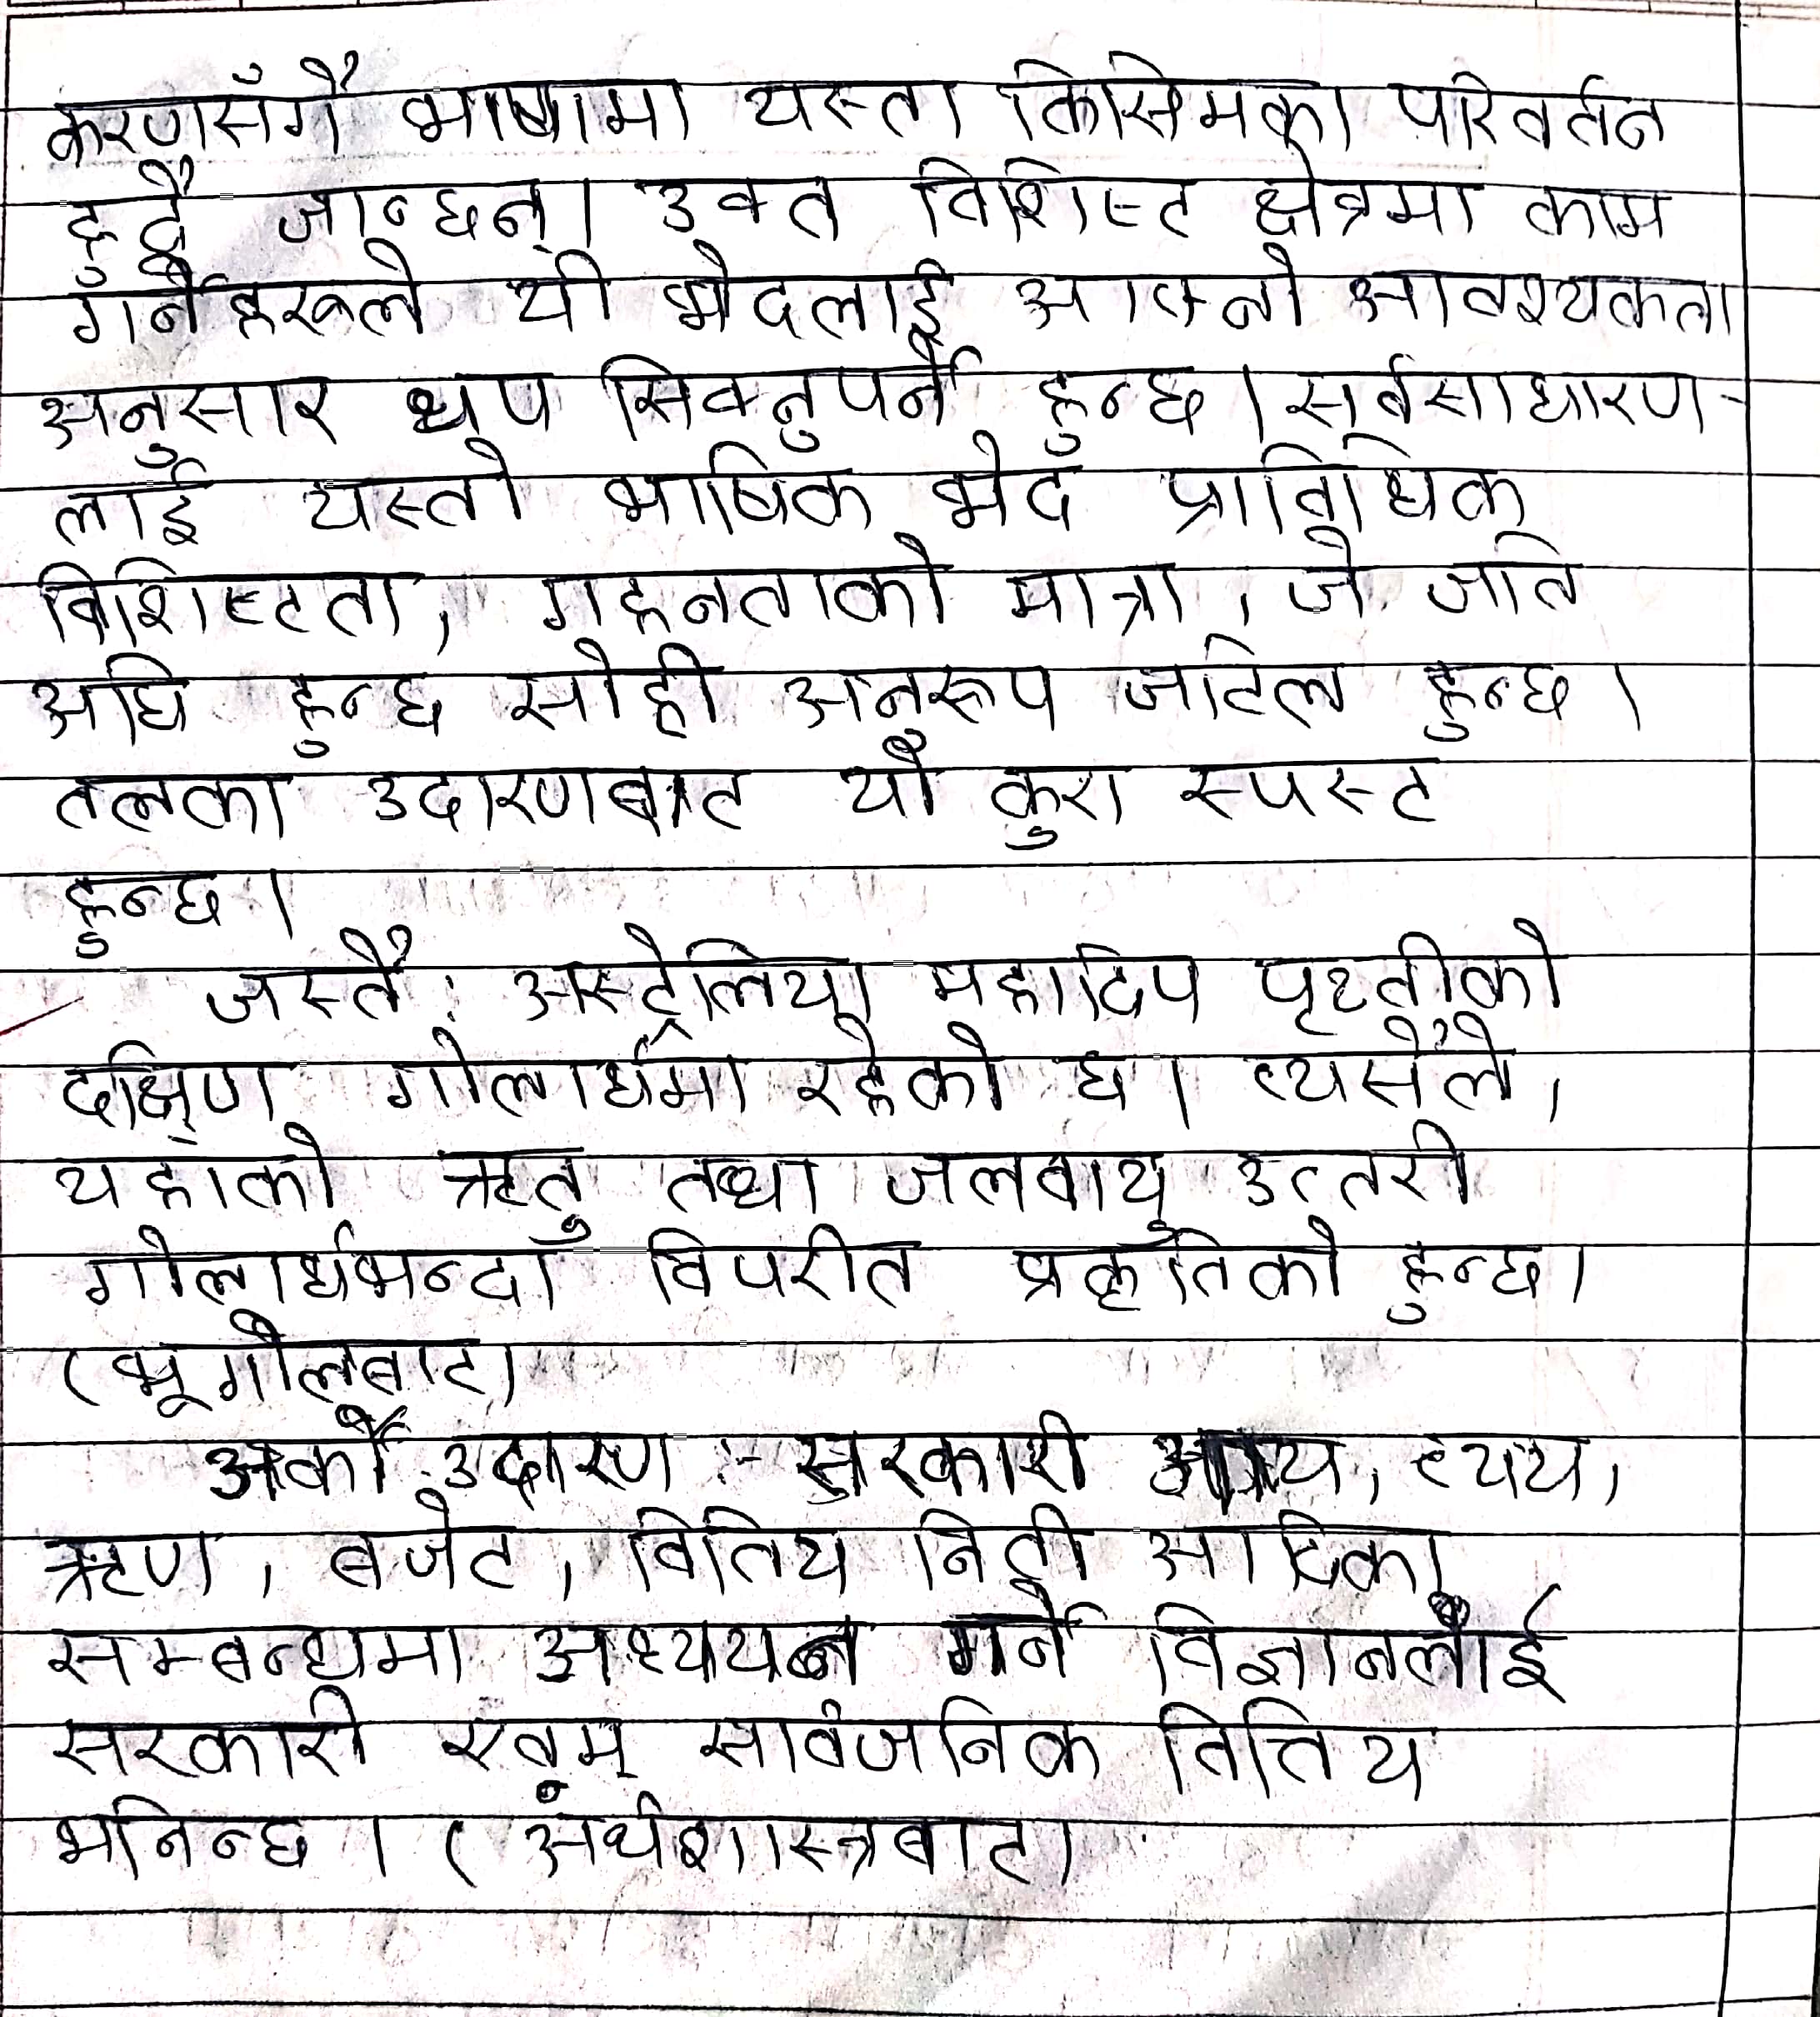 करणसँगै भाषामा यस्ता किसिमका परिवर्तन
हुदै जान्छन्। उक्त विशिष्ट क्षेत्रमा काम
गर्नेहरूले यी भेदलाई आफ्नो आवश्यकता
अनुसार थप सिक्नुपर्ने हुन्छ। सर्वसाधारण-
लाई यस्तो भाषिक भेद प्राविधिक
विशिष्टता, गहनताको मात्रा, जे जति
अघि हुन्छ सोही अनुरूप जटिल हुन्छ।
तलका उदारणबाट यो कुरा स्पस्ट
हुन्छ।
जस्तै: अस्ट्रेलिया महादिप पृथ्वीको
दक्षिण गोलार्धमा रहेको छ। त्यसैले,
यहाको ऋतु तथा जलवायु उत्तरी
गोलार्धभन्दा विपरीत प्रकृतिको हुन्छ।
(भूगोलबाट)
अर्को उदारण :- सरकारी आय, व्यय,
ऋण, बजेट, वितिय निती आदिका
सम्बन्धमा अध्ययन गर्ने विज्ञानलाई
सरकारी एवम् सार्वजनिक तित्तिय
भनिन्छ। (अर्थशास्त्रबाट)